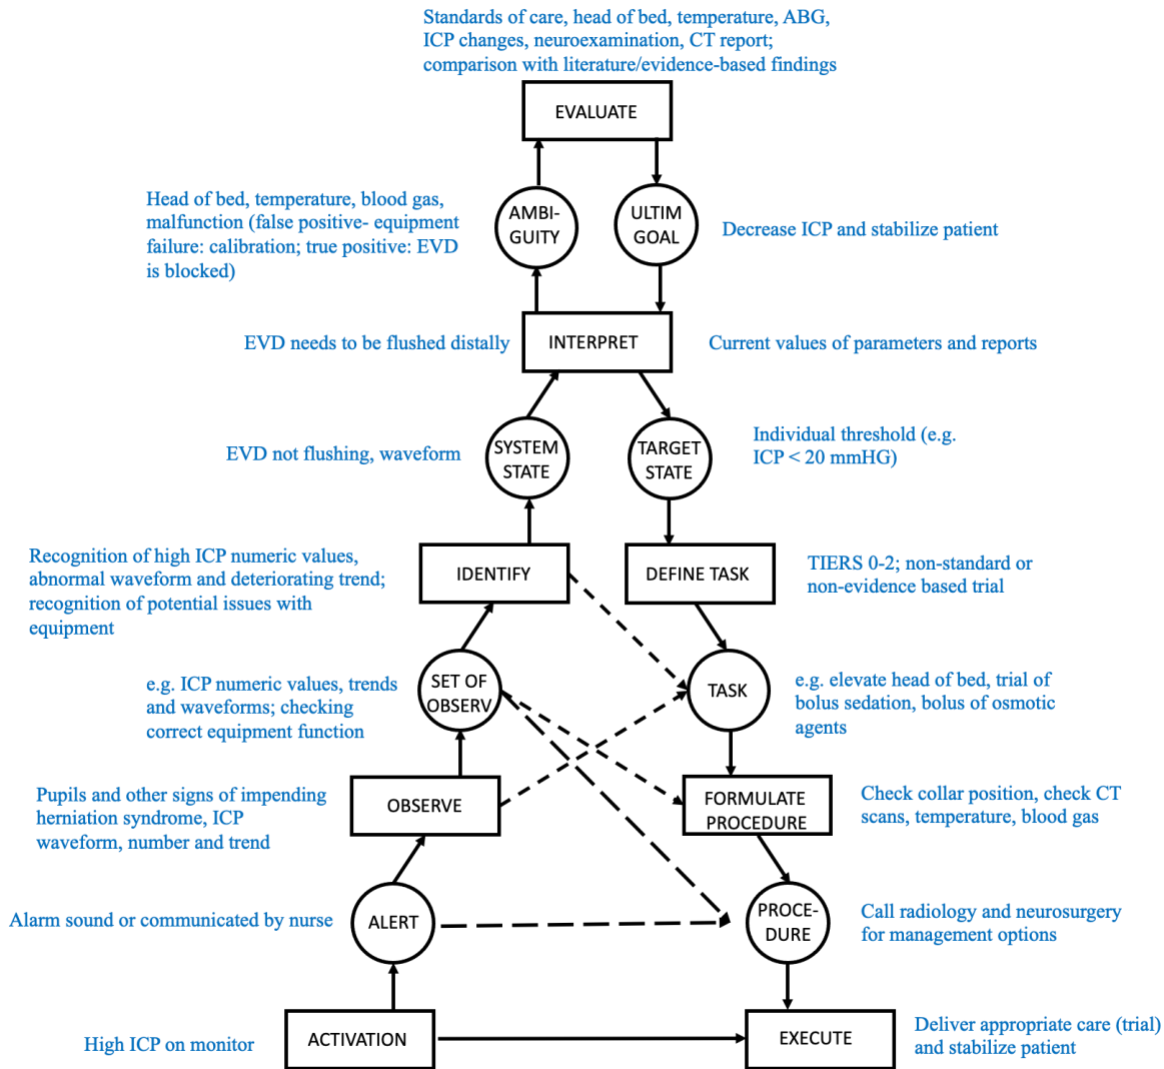 Standards of care, head of bed, temperature, ABG,
ICP changes, neuroexamination, CT report;
comparison with literature/evidence-based findings
EVALUATE
Head of bed, temperature, blood gas,
malfunction (false positive- equipment
failure: calibration; true positive: EVD
is blocked)
AMBI-
GUITY
ULTIM
GOAL
Decrease ICP and stabilize patient
EVD needs to be flushed distally
INTERPRET
Current values of parameters and reports
EVD not flushing, waveform
SYSTEM
STATE
TARGET
STATE
Individual threshold (e.g.
ICP < 20 mmHG)
Recognition of high ICP numeric values,
abnormal waveform and deteriorating trend;
recognition of potential issues with
equipment
IDENTIFY
DEFINE TASK
TIERS 0-2; non-standard or
non-evidence based trial
e.g. ICP numeric values, trends
and waveforms; checking
correct equipment function
SET OF
OBSERV
TASK
e.g. elevate head of bed, trial of
bolus sedation, bolus of osmotic
agents
Pupils and other signs of impending
herniation syndrome, ICP
waveform, number and trend
OBSERVE
FORMULATE
PROCEDURE
Check collar position, check CT
scans, temperature, blood gas
Alarm sound or communicated by nurse
ALERT
PROCE-
DURE
Call radiology and neurosurgery
for management options
High ICP on monitor
ACTIVATION
EXECUTE
Deliver appropriate care (trial)
and stabilize patient